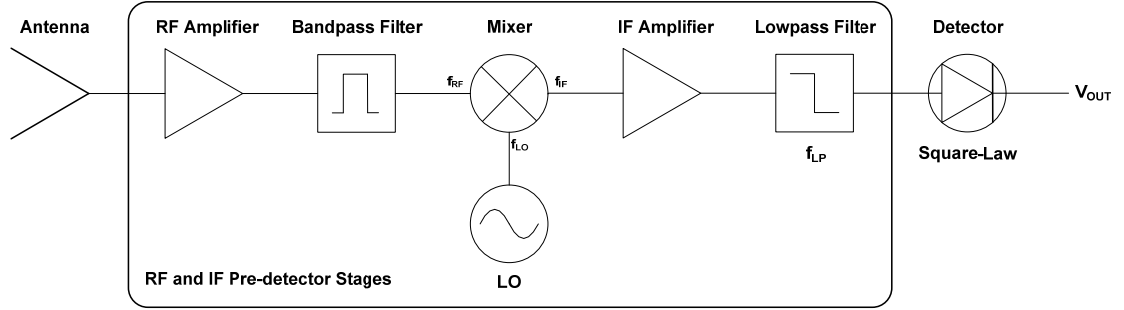 Antenna
RF Amplifier
Bandpass Filter
Mixer
IF Amplifier
Lowpass Filter
Detector
fRF
fIF
VOUT
fLO
fLP
Square-Law
LO
RF and IF Pre-detector Stages